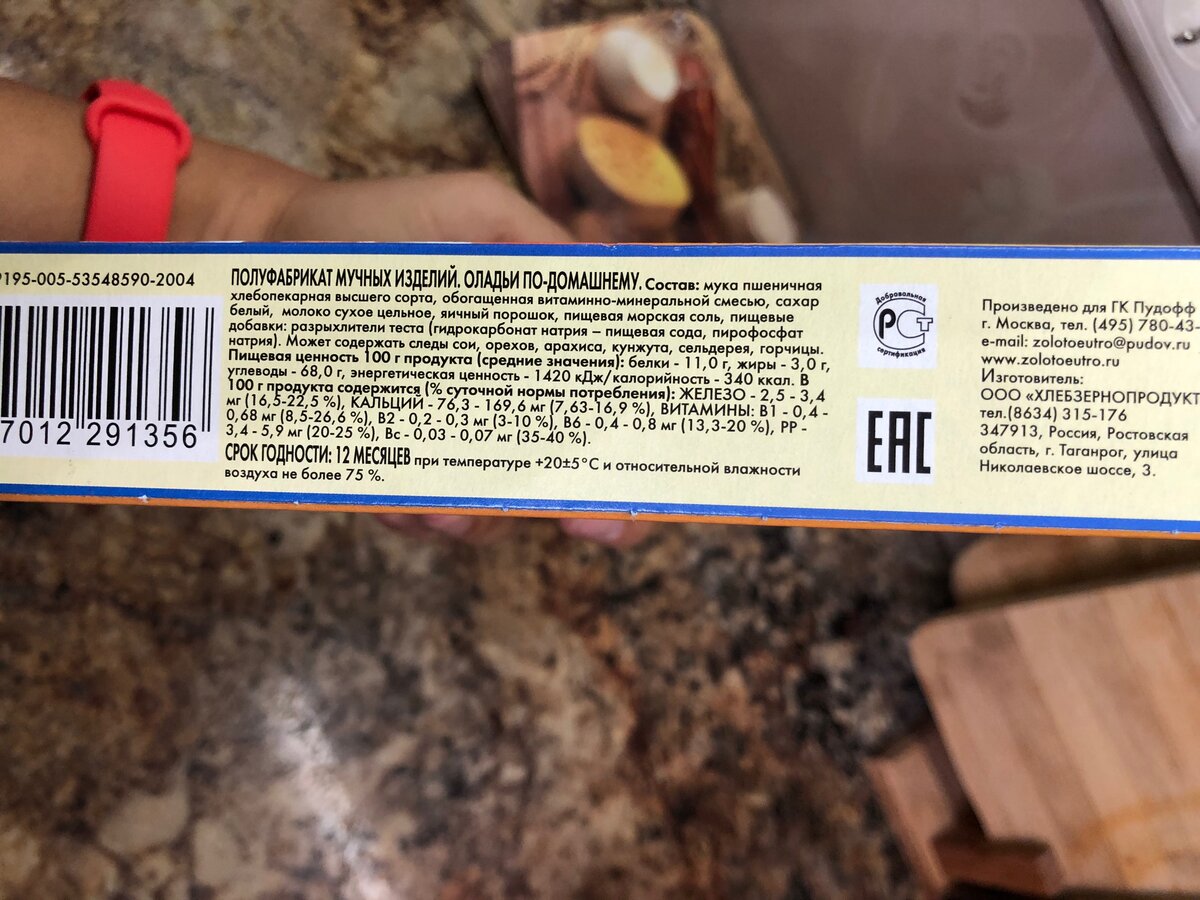 9195-005-53548590-2004
7012 291356
ПОЛУФАБРИКАТ МУЧНЫХ ИЗДЕЛИЙ. ОЛАДЬИ ПО-ДОМАШНЕМУ. Состав: мука пшеничная
хлебопекарная высшего сорта, обогащенная витаминно-минеральной смесью, сахар
белый, молоко сухое цельное, яичный порошок, пищевая морская соль, пищевые
добавки: разрыхлители теста (гидрокарбонат натрия – пищевая сода, пирофосфат
натрия). Может содержать следы сои, орехов, арахиса, кунжута, сельдерея, горчицы.
Пищевая ценность 100 г продукта (средние значения): белки - 11,0 г, жиры - 3,0 г,
углеводы - 68,0 г, энергетическая ценность - 1420 кДж/калорийность - 340 ккал. В
100 г продукта содержится (% суточной нормы потребления): ЖЕЛЕЗО - 2,5 - 3,4
мг (16,5-22,5 %), КАЛЬЦИЙ - 76,3 - 169,6 мг (7,63-16,9 %), ВИТАМИНЫ: В1 - 0,4 -
0,68 мг (8,5-26,6 %), В2 - 0,2 - 0,3 мг (3-10 %), В6 - 0,4 - 0,8 мг (13,3-20 %), РР -
3,4 - 5,9 мг (20-25 %), Вс - 0,03 - 0,07 мг (35-40 %).
СРОК ГОДНОСТИ: 12 МЕСЯЦЕВ при температуре +20±5°С и относительной влажности
воздуха не более 75 %.
Добровольная
РСТ
сертификация
ЕАС
Произведено для ГК Пудофф
г. Москва, тел. (495) 780-43-
e-mail: zolotoeutro@pudov.ru
www.zolotoeutro.ru
Изготовитель:
ООО «ХЛЕБЗЕРНОПРОДУКТ
тел.(8634) 315-176
347913, Россия, Ростовская
область, г. Таганрог, улица
Николаевское шоссе, 3.